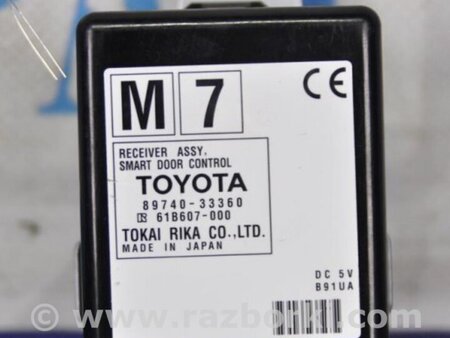 M 7
CE
RECEIVER ASSY,
SMART DOOR CONTROL
TOYOTA
89740-33360
61B607-000
TOKAI RIKA CO.,LTD.
MADE IN JAPAN
DC 5V
B91UA
© www.razborka.com